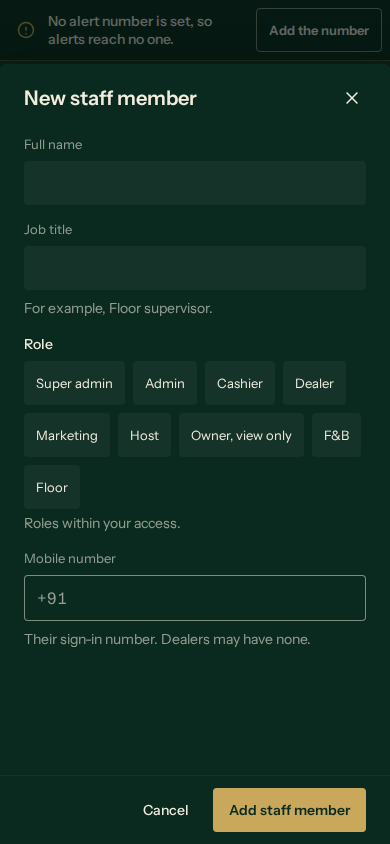 No alert number is set, so
alerts reach no one.
Add the number
New staff member
Full name
Job title
For example, Floor supervisor.
Role
Super admin
Admin
Cashier
Dealer
Marketing
Host
Owner, view only
F&B
Floor
Roles within your access.
Mobile number
+91
Their sign-in number. Dealers may have none.
Cancel
Add staff member